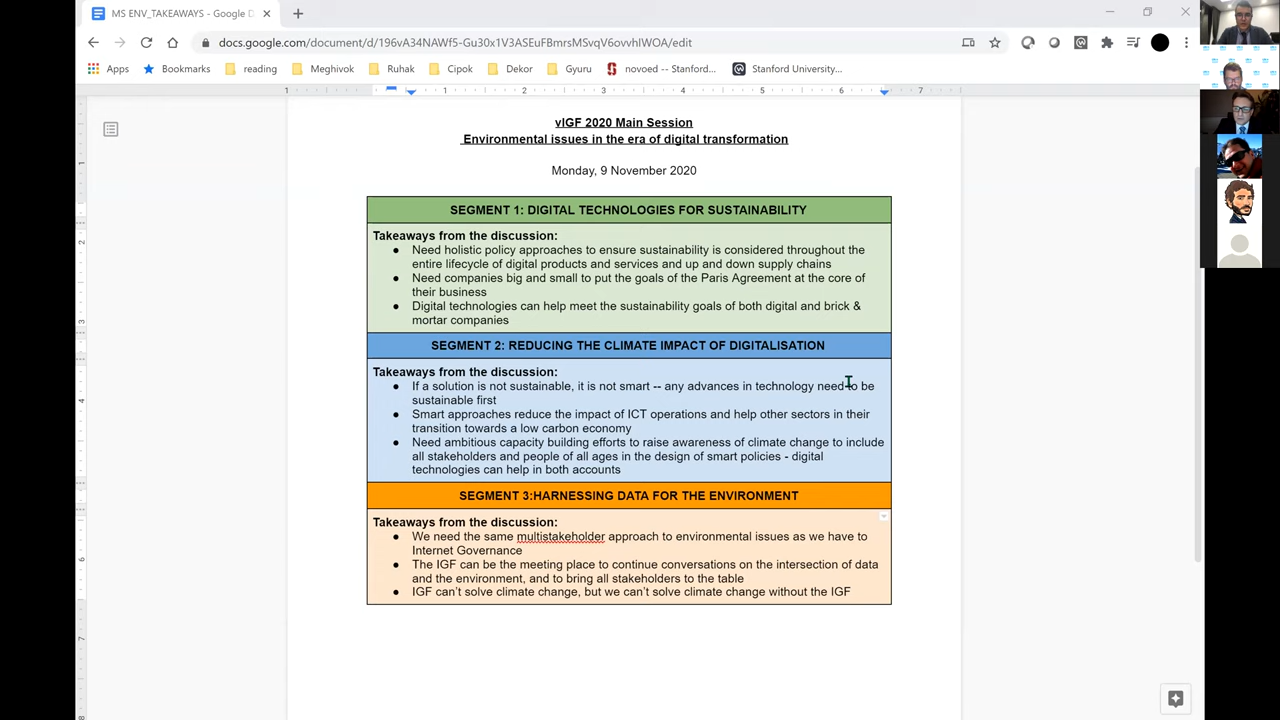 MS ENV_TAKEAWAYS - Google D
docs.google.com/document/d/196vA34NAWf5-Gu30x1V3ASEuFBmhMSvqV6ovvhIWOA/edit
Apps
Bookmarks
reading
Meghívók
Stanford
1
1
2
3
4
5
6
7
vIGF 2020 Main Session
Environmental issues in the era of digital transformation
Monday, 9 November 2020
SEGMENT 1: DIGITAL TECHNOLOGIES FOR SUSTAINABILITY
Takeaways from the discussion:
● Need holistic policy approaches to ensure sustainability is considered throughout the
entire lifecycle of digital products and services and up and down supply chains
● Need companies big and small to put the goals of the Paris Agreement at the core of
their business
● Digital technologies can help meet the sustainability goals of both digital and brick &
mortar companies
SEGMENT 2: REDUCING THE CLIMATE IMPACT OF DIGITALISATION
Takeaways from the discussion:
● If a solution is not sustainable, it is not smart -- any advances in technology need to be
sustainable first
● Smart approaches reduce the impact of ICT operations and help other sectors in their
transition towards a low carbon economy
● Need ambitious capacity building efforts to raise awareness of climate change to include
all stakeholders and people of all ages in the design of smart policies - digital
technologies can help in both accounts
SEGMENT 3:HARNESSING DATA FOR THE ENVIRONMENT
Takeaways from the discussion:
● We need the same multistakeholder approach to environmental issues as we have to
Internet Governance
● The IGF can be the meeting place to continue conversations on the intersection of data
and the environment, and to bring all stakeholders to the table
● IGF can't solve climate change, but we can't solve climate change without the IGF